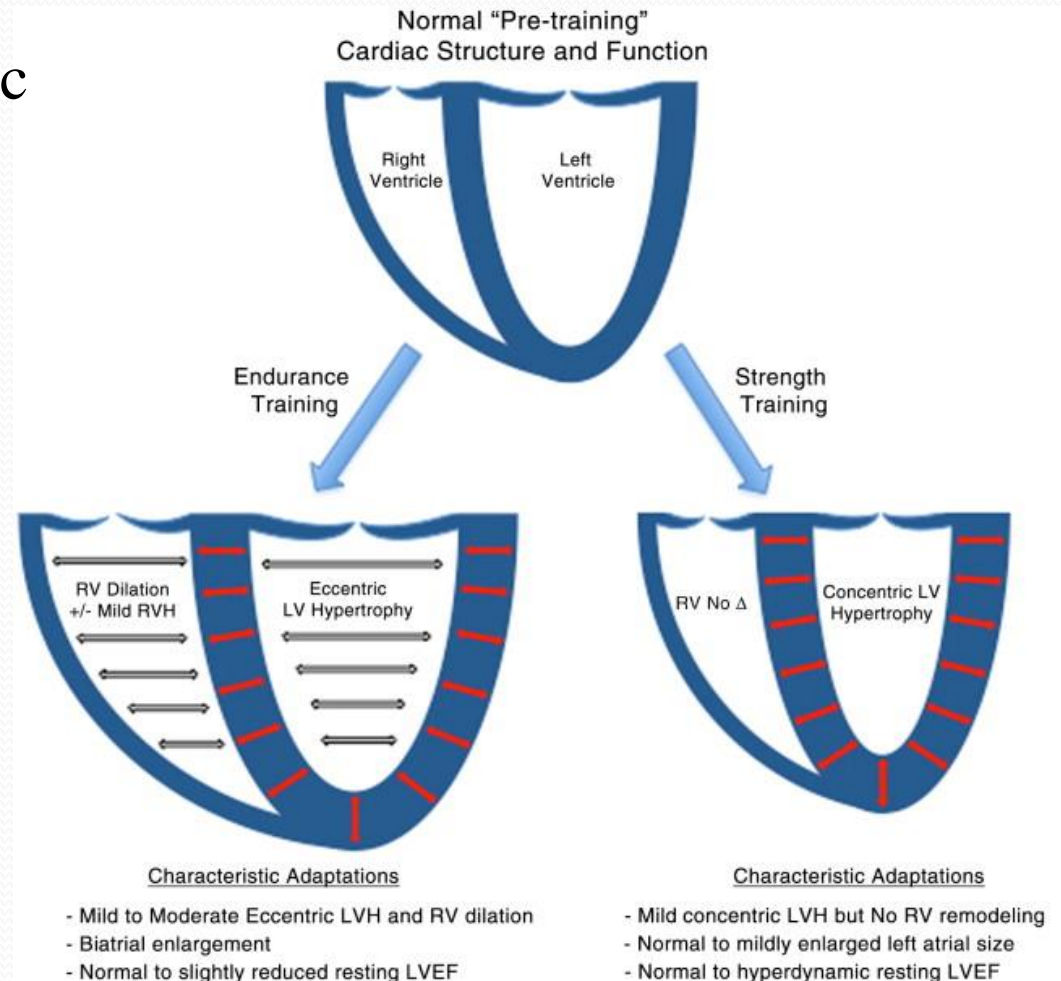 c
Normal “Pre-training”
Cardiac Structure and Function
Right
Ventricle
Left
Ventricle
Endurance
Training
Strength
Training
RV Dilation
+/- Mild RVH
Eccentric
LV Hypertrophy
RV No Δ
Concentric LV
Hypertrophy
Characteristic Adaptations
- Mild to Moderate Eccentric LVH and RV dilation
- Biatrial enlargement
- Normal to slightly reduced resting LVEF
Characteristic Adaptations
- Mild concentric LVH but No RV remodeling
- Normal to mildly enlarged left atrial size
- Normal to hyperdynamic resting LVEF